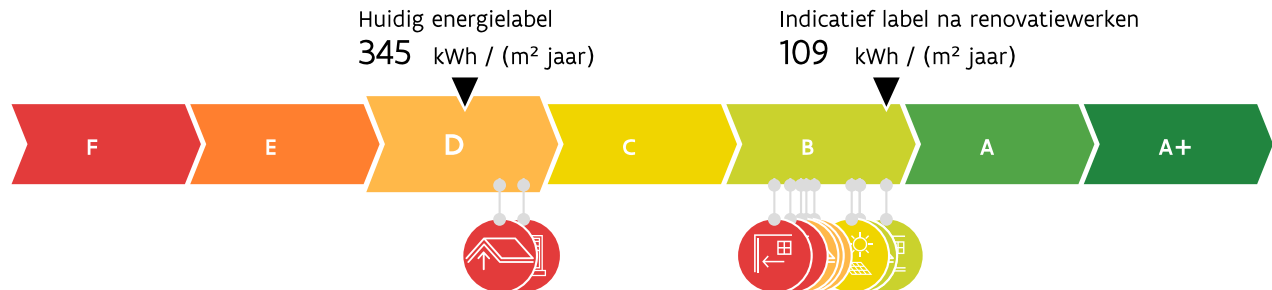 Huidig energielabel
345 kWh / (m² jaar)
Indicatief label na renovatiewerken
109 kWh / (m² jaar)
F E D C B A A+